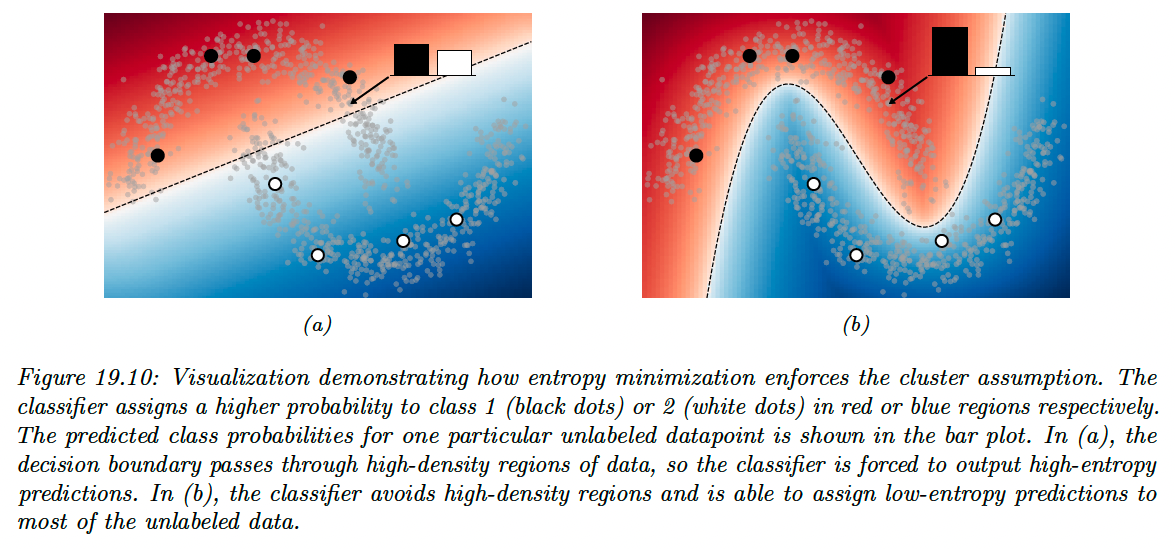 (a)
(b)
Figure 19.10: Visualization demonstrating how entropy minimization enforces the cluster assumption. The
classifier assigns a higher probability to class 1 (black dots) or 2 (white dots) in red or blue regions respectively.
The predicted class probabilities for one particular unlabeled datapoint is shown in the bar plot. In (a), the
decision boundary passes through high-density regions of data, so the classifier is forced to output high-entropy
predictions. In (b), the classifier avoids high-density regions and is able to assign low-entropy predictions to
most of the unlabeled data.